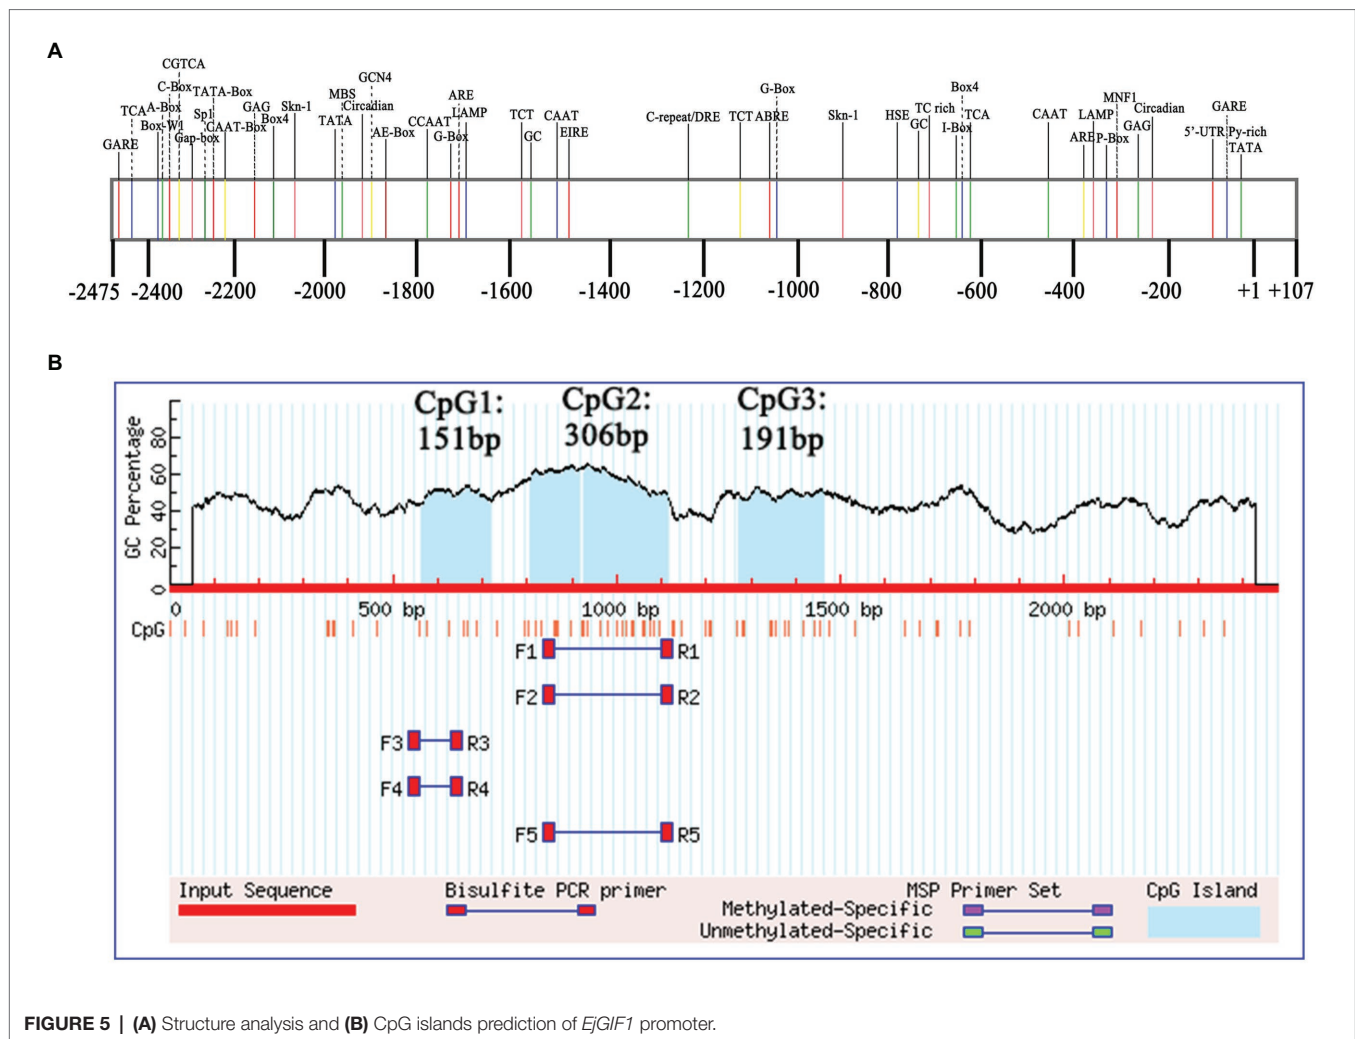 A
CGTCA
GCN4
C-Box TATA-Box MBS ARE G-Box Box4 MNF1
TCA A-Box Sp1 GAG Skn-1 Circadian LAMP TCT CAAT C-repeat/DRE TCT ABRE Skn-1 HSE TC rich TCA CAAT LAMP Circadian GARE
Box-W1 CAAT-Box Box4 TATA CCAAT GC I-Box GAG 5'-UTR Py-rich
GARE Gap-box AE-Box G-Box GC EIRE ARE P-Box TATA
-2475 -2400 -2200 -2000 -1800 -1600 -1400 -1200 -1000 -800 -600 -400 -200 +1 +107
B
CpG1: CpG2: CpG3:
151bp 306bp 191bp
GC Percentage
80
60
40
20
0
0 500 bp 1000 bp 1500 bp 2000 bp
CpG
F1 R1
F2 R2
F3 R3
F4 R4
F5 R5
Input Sequence Bisulfite PCR primer MSP Primer Set CpG Island
Methylated-Specific
Unmethylated-Specific
FIGURE 5 | (A) Structure analysis and (B) CpG islands prediction of EjGIF1 promoter.